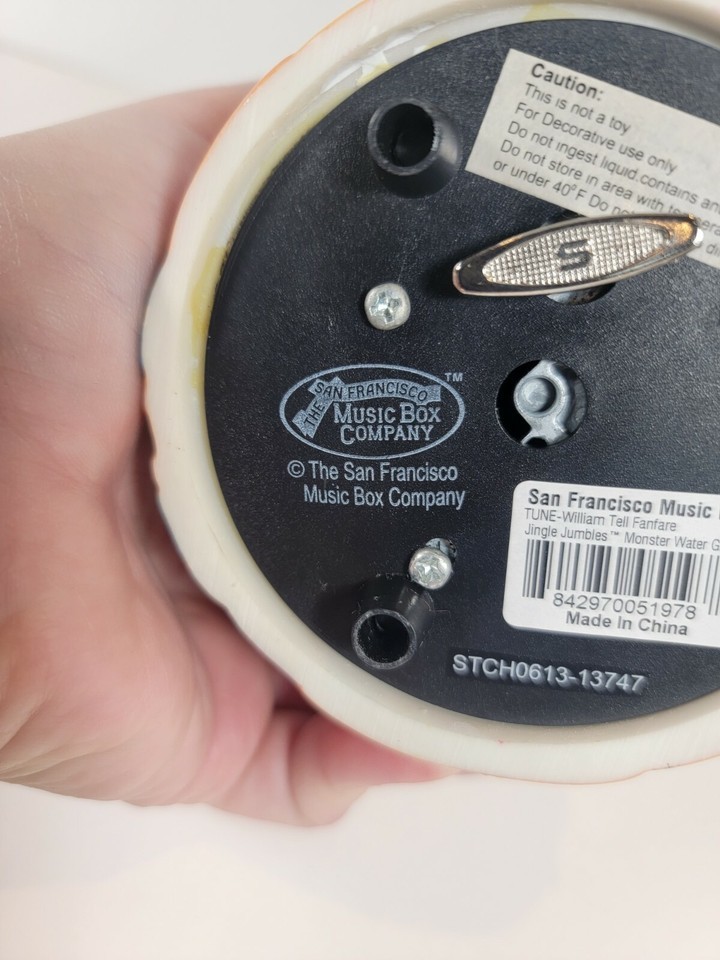 Caution:
This is not a toy
For Decorative use only
Do not ingest liquid contains
Do not store in area with
or under 40°F Do
S
THE SAN FRANCISCO
MUSIC BOX
COMPANY
TM
© The San Francisco
Music Box Company
San Francisco Music
TUNE-William Tell Fanfare
Jingle Jumbles™ Monster Water G
842970051978
Made In China
STCH0613-13747